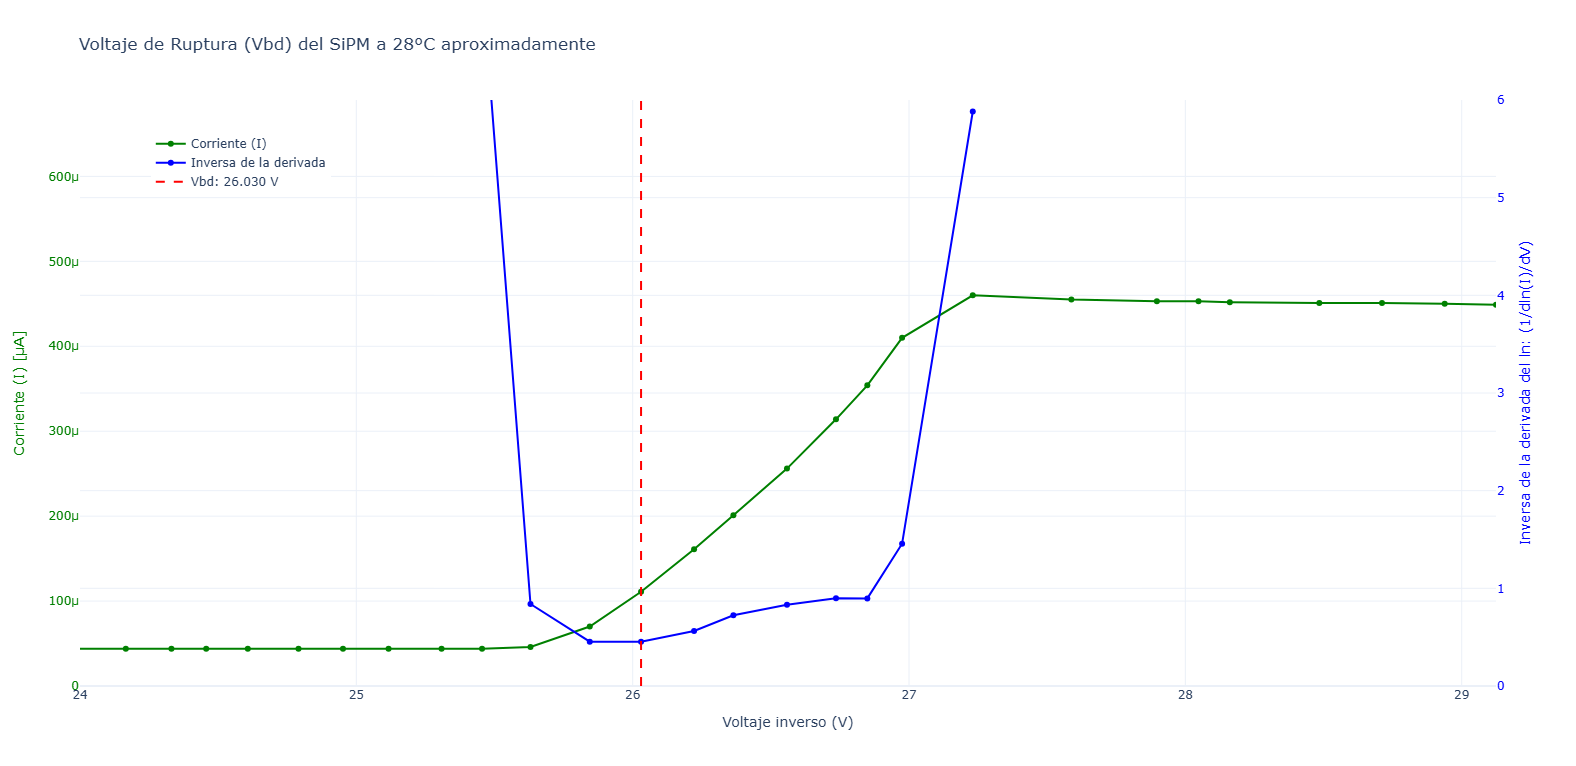 Voltaje de Ruptura (Vbd) del SiPM a 28ºC aproximadamente
Corriente (I)
Inversa de la derivada
Vbd: 26.030 V
600µ
500µ
400µ
300µ
200µ
100µ
0
Corriente (I) [µA]
6
5
4
3
2
1
0
Inversa de la derivada del ln: (1/dln(I)/dV)
24
25
26
27
28
29
Voltaje inverso (V)